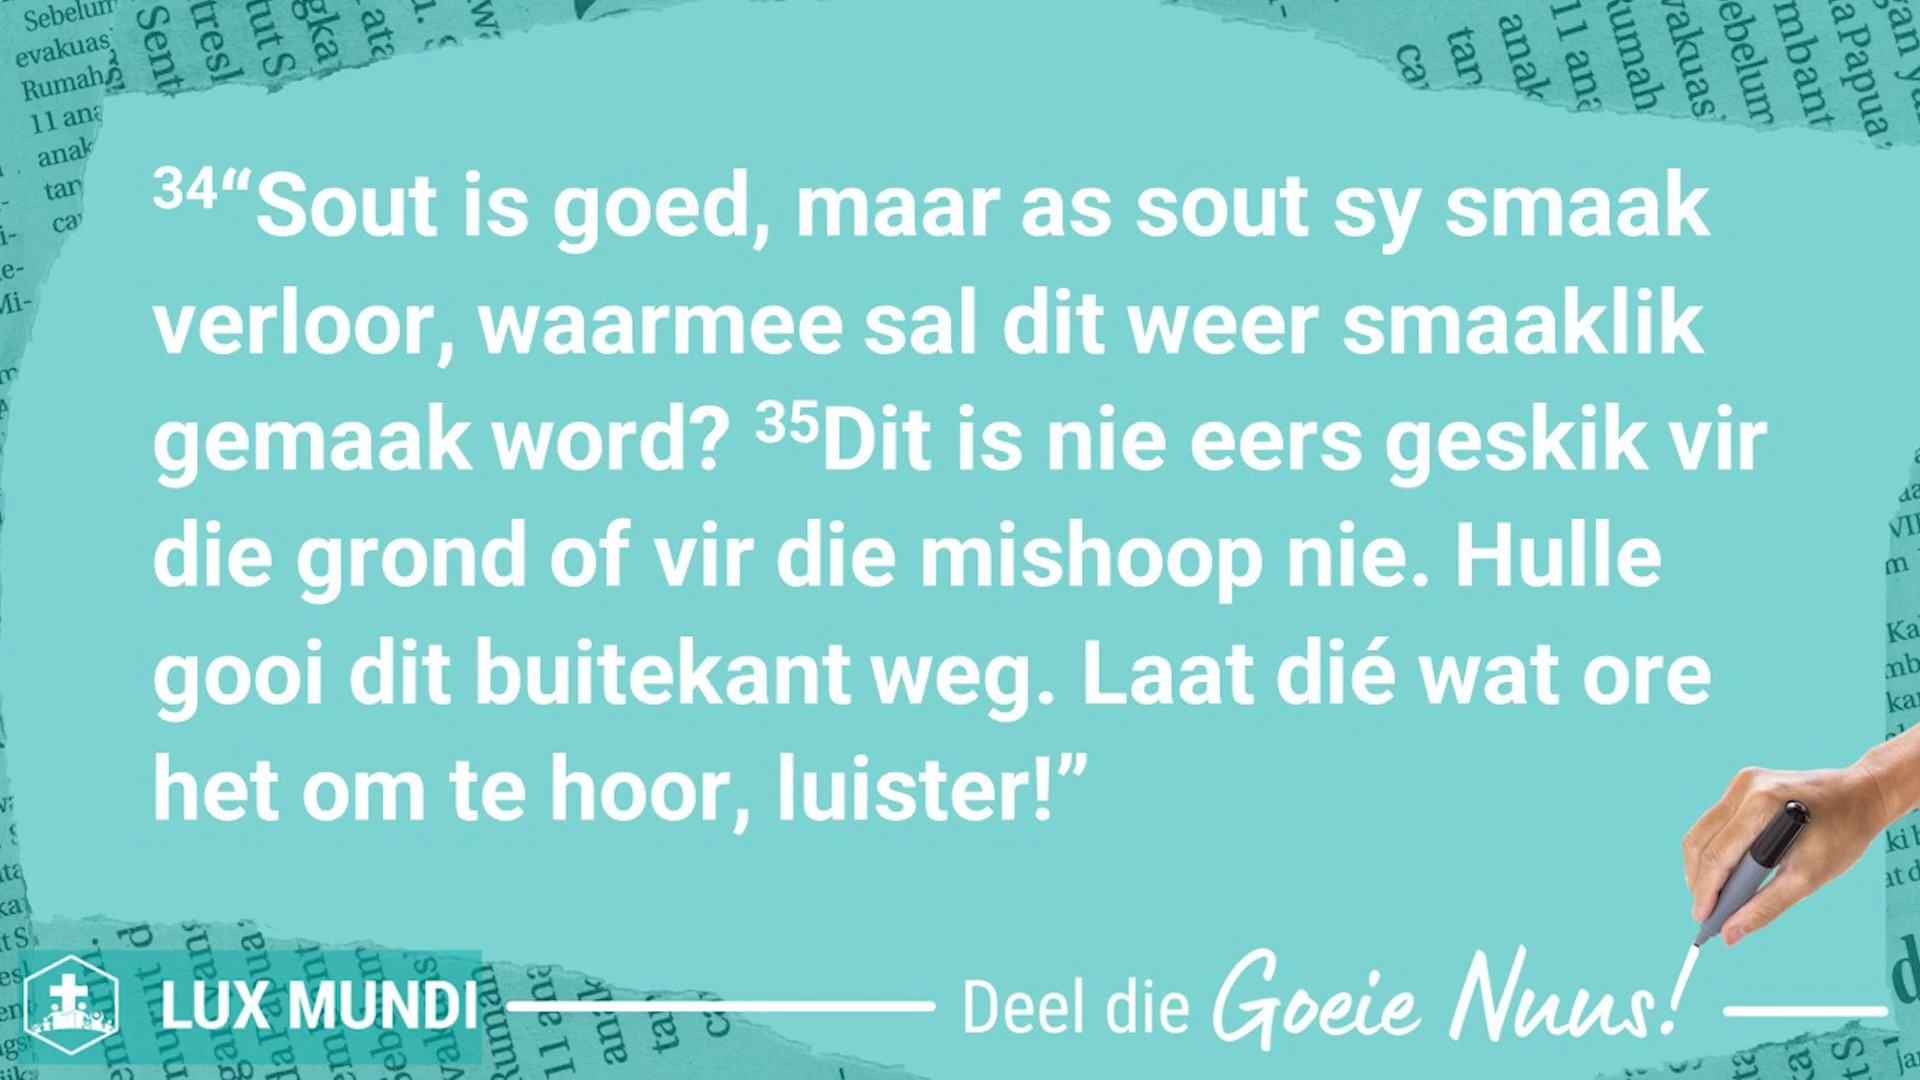 ³⁴“Sout is goed, maar as sout sy smaak
verloor, waarmee sal dit weer smaaklik
gemaak word? ³⁵Dit is nie eers geskik vir
die grond of vir die mishoop nie. Hulle
gooi dit buitekant weg. Laat dié wat ore
het om te hoor, luister!”
LUX MUNDI
Deel die Goeie Nuus!